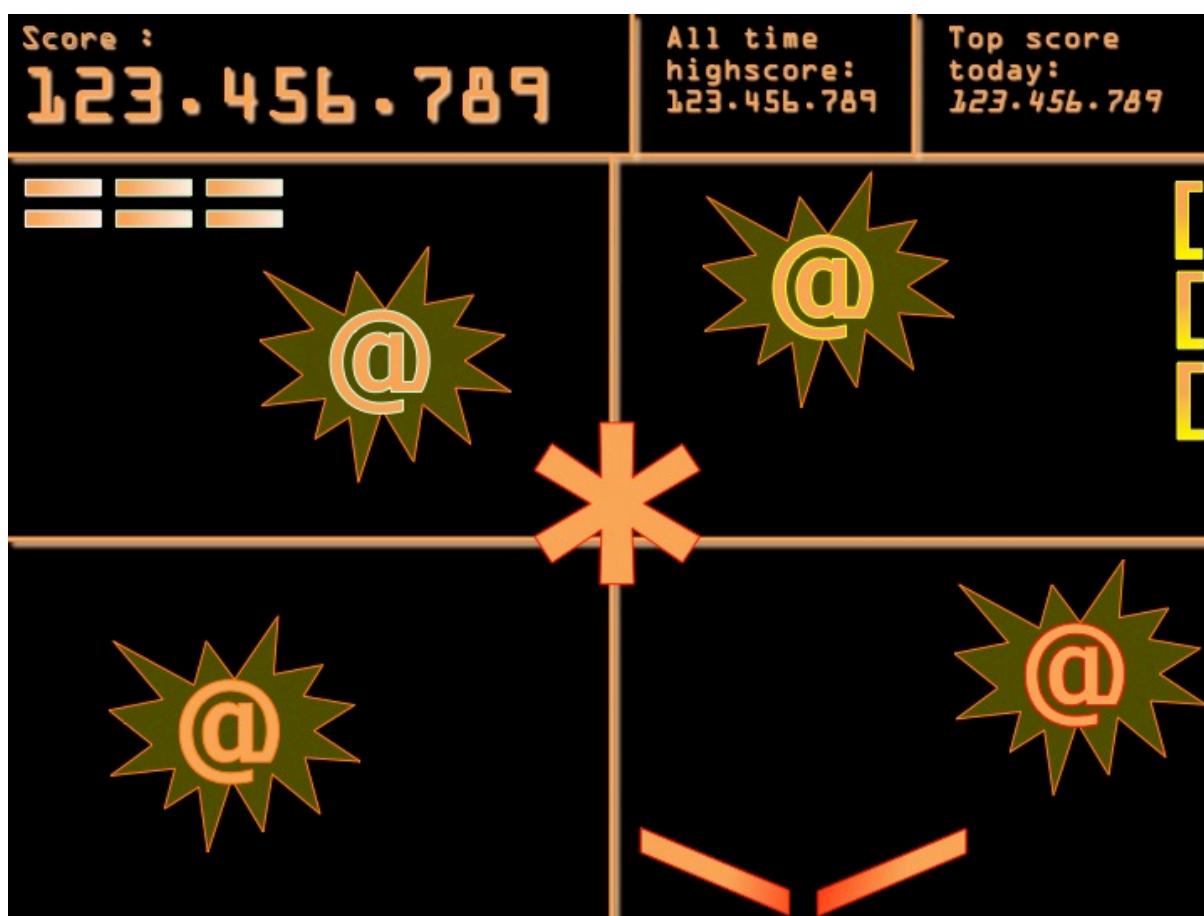 Score :
123.456.789
All time
highscore:
123.456.789
Top score
today:
123.456.789
===
@
@
[
[
[
*
@
@
\ /